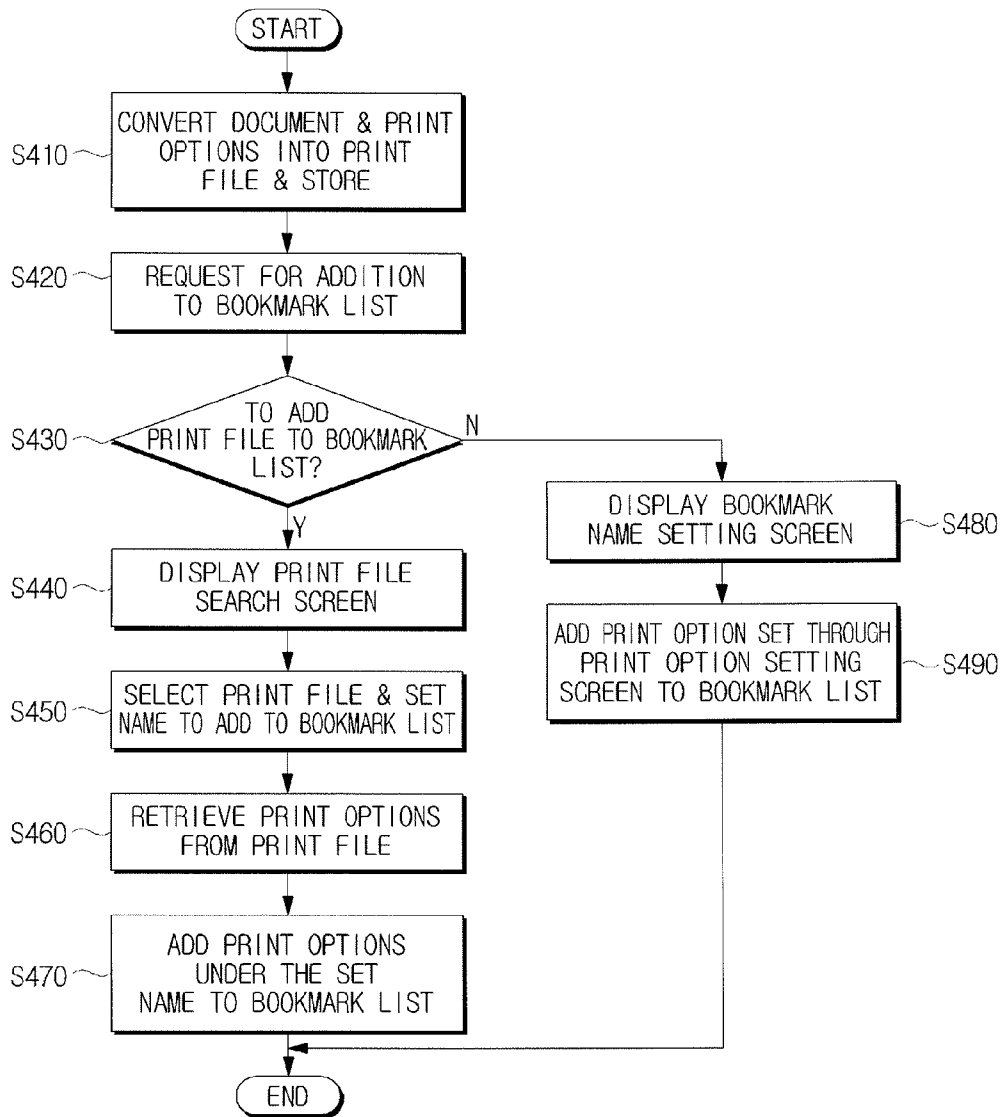 START
S410
CONVERT DOCUMENT & PRINT
OPTIONS INTO PRINT
FILE & STORE
S420
REQUEST FOR ADDITION
TO BOOKMARK LIST
S430
TO ADD
PRINT FILE TO BOOKMARK
LIST?
N
Y
S440
DISPLAY PRINT FILE
SEARCH SCREEN
S450
SELECT PRINT FILE & SET
NAME TO ADD TO BOOKMARK LIST
S460
RETRIEVE PRINT OPTIONS
FROM PRINT FILE
S470
ADD PRINT OPTIONS
UNDER THE SET
NAME TO BOOKMARK LIST
DISPLAY BOOKMARK
NAME SETTING SCREEN
S480
ADD PRINT OPTION SET THROUGH
PRINT OPTION SETTING
SCREEN TO BOOKMARK LIST
S490
END